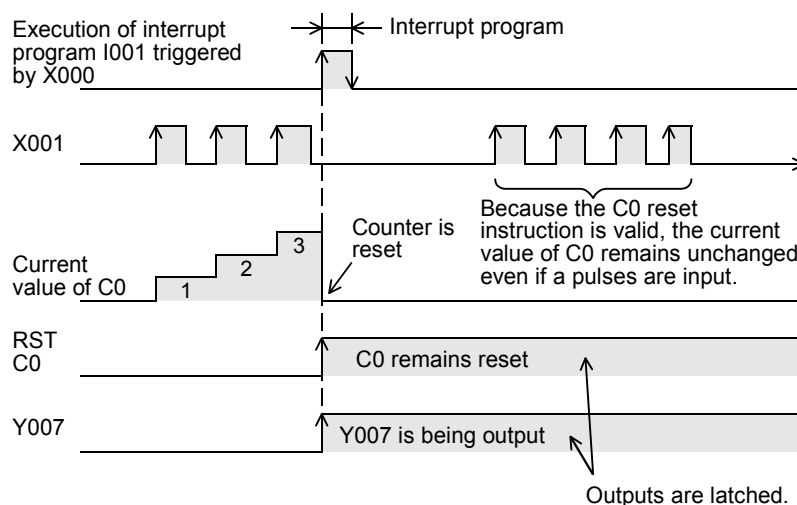 Execution of interrupt
program I001 triggered
by X000
Interrupt program
X001
Because the C0 reset
instruction is valid, the current
value of C0 remains unchanged
even if a pulses are input.
Counter is
reset
Current
value of C0
1
2
3
RST
C0
C0 remains reset
Y007
Y007 is being output
Outputs are latched.